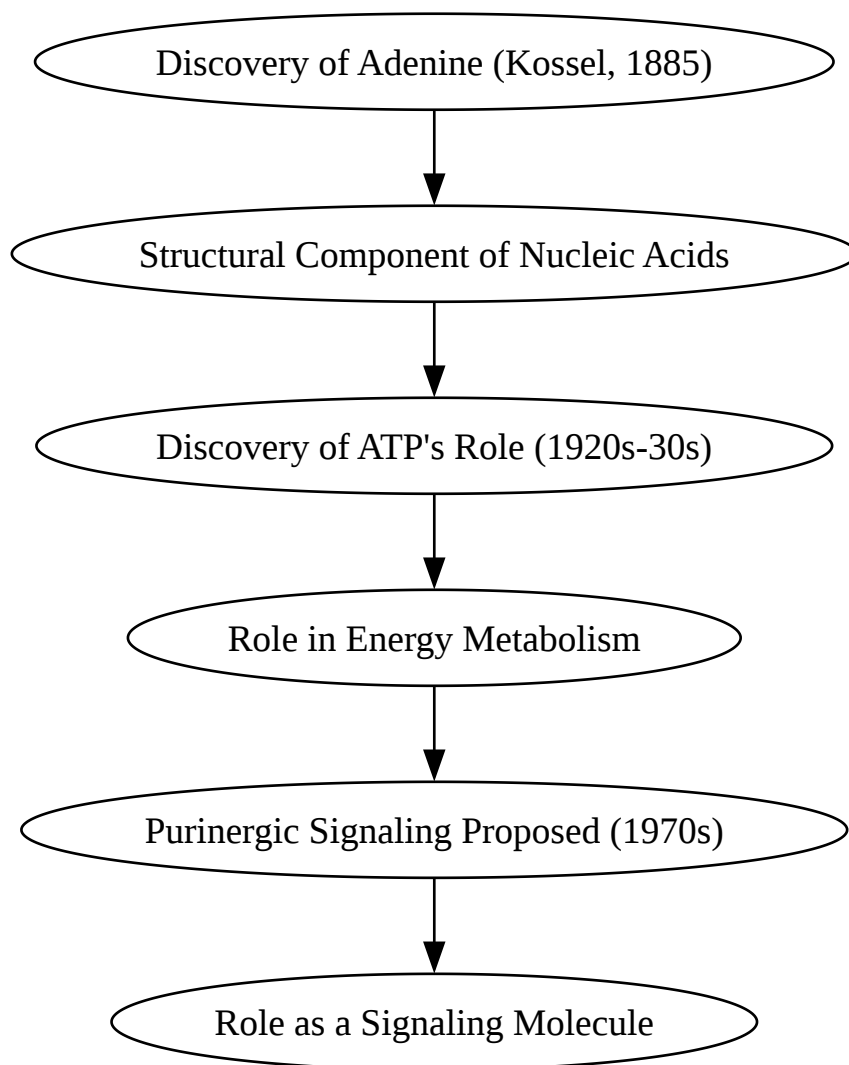 Discovery of Adenine (Kossel, 1885)
Structural Component of Nucleic Acids
Discovery of ATP's Role (1920s-30s)
Role in Energy Metabolism
Purinergic Signaling Proposed (1970s)
Role as a Signaling Molecule